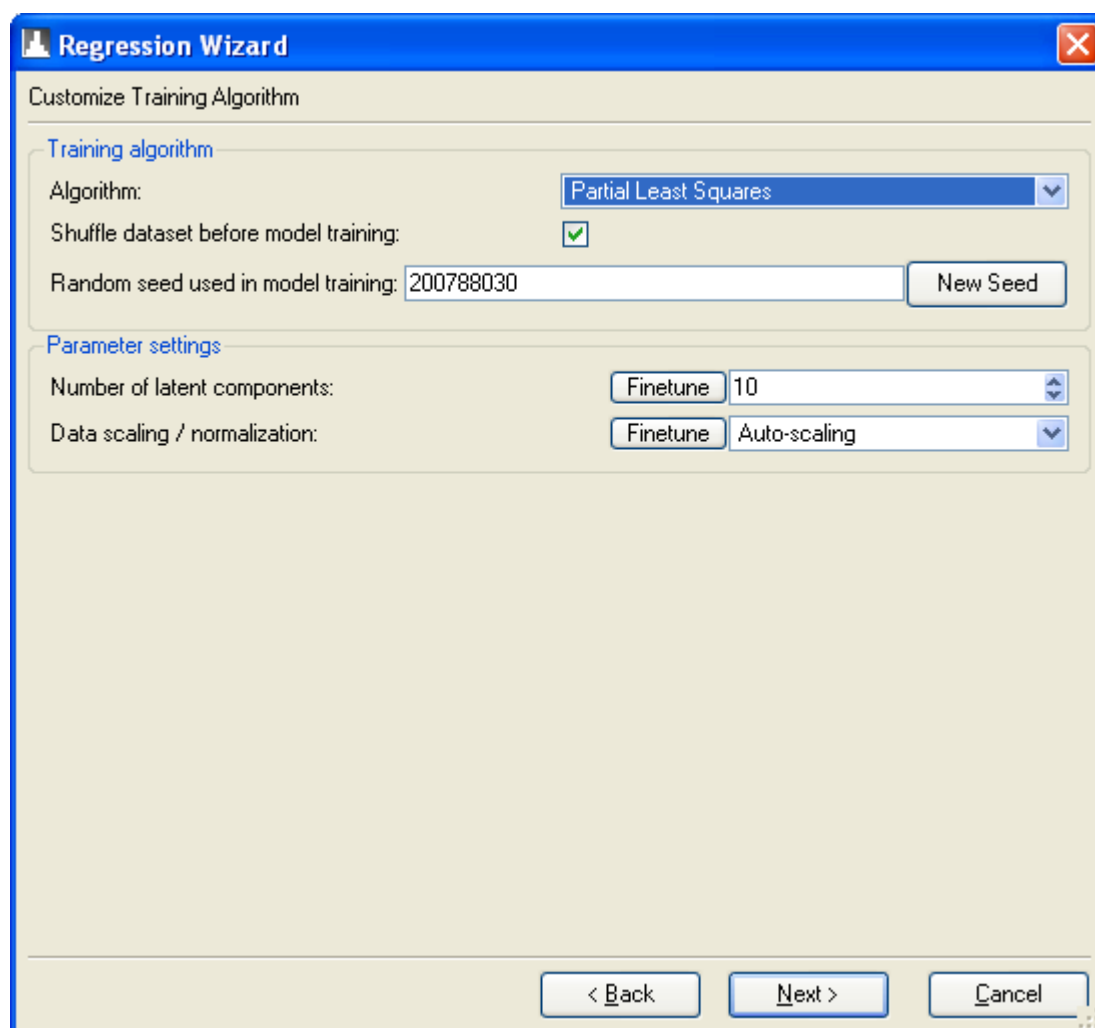 Regression Wizard
Customize Training Algorithm
Training algorithm
Algorithm: Partial Least Squares
Shuffle dataset before model training:
Random seed used in model training: 200788030 New Seed
Parameter settings
Number of latent components: Finetune 10
Data scaling / normalization: Finetune Auto-scaling
< Back Next > Cancel